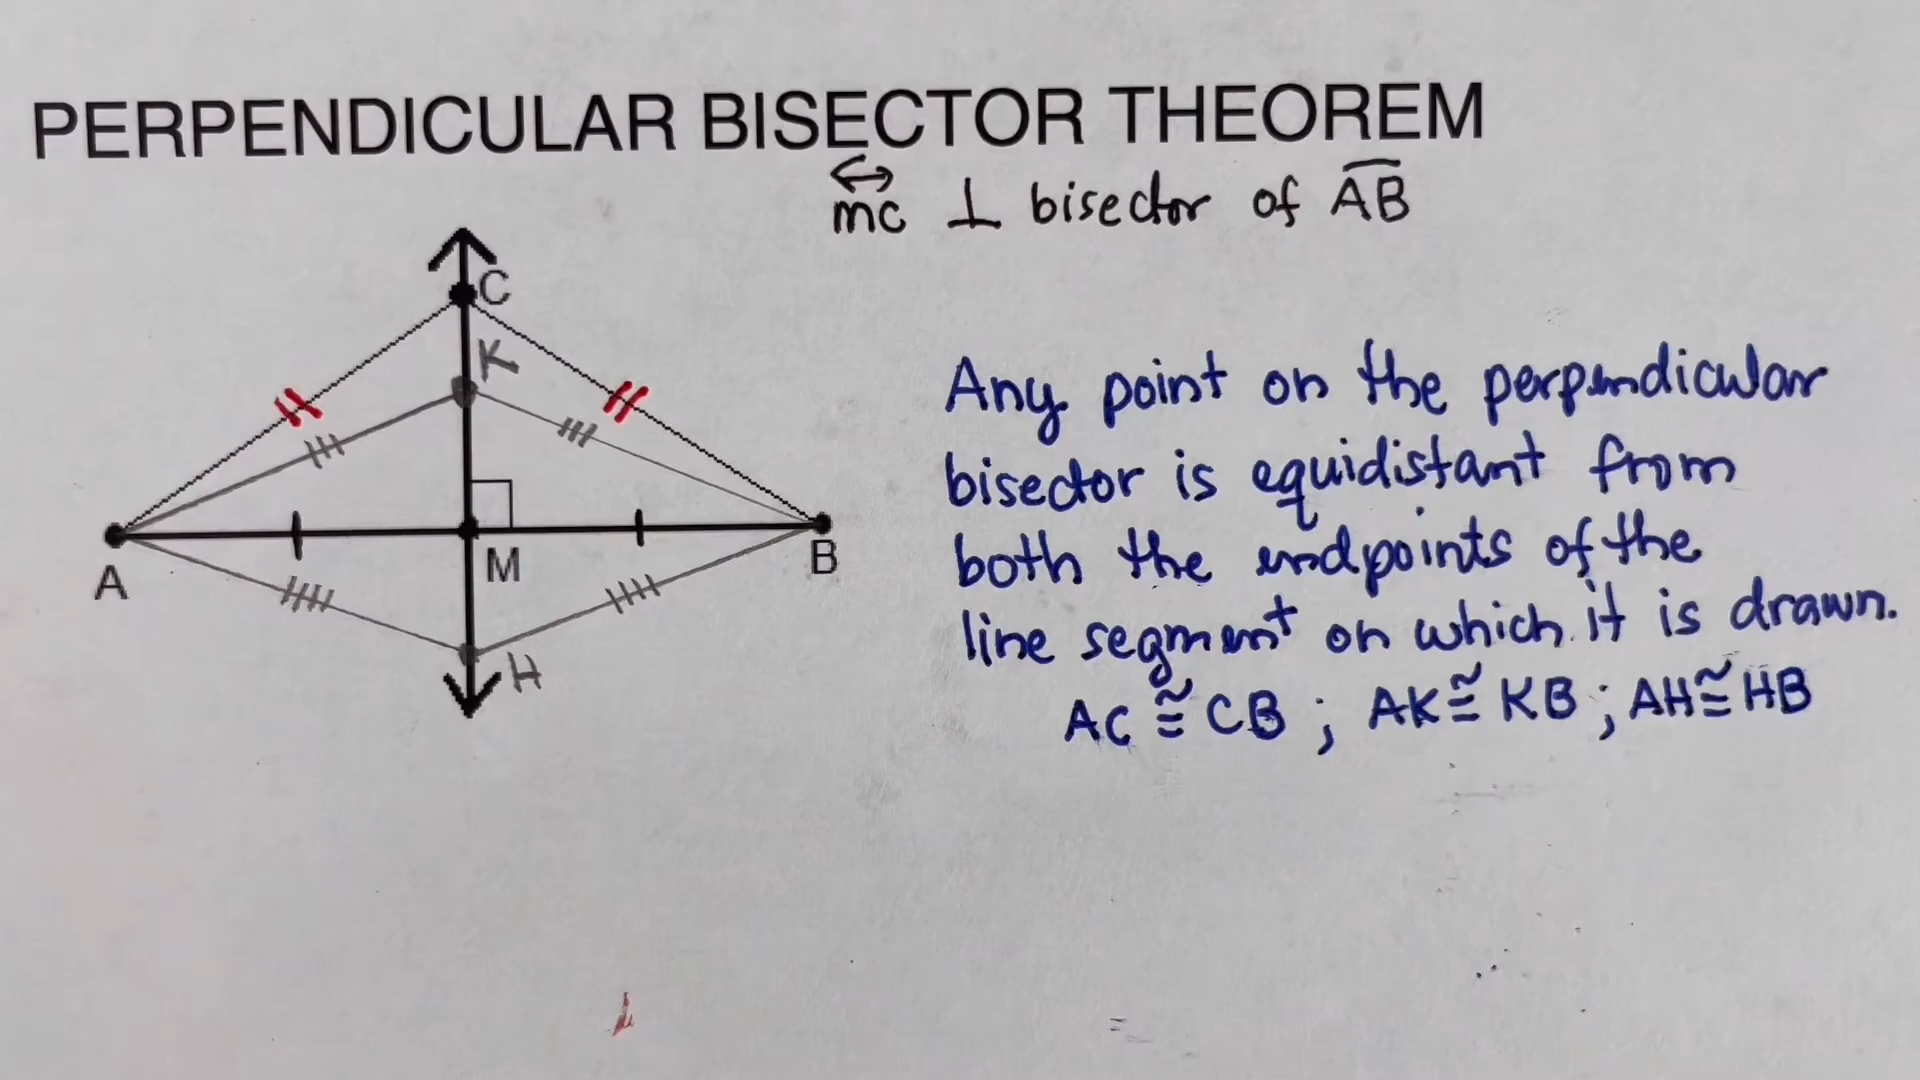 PERPENDICULAR BISECTOR THEOREM
mc ⊥ bisector of AB
C
K
A
M
B
H
Any point on the perpendicular
bisector is equidistant from
both the endpoints of the
line segment on which it is drawn.
AC ≅ CB ; AK ≅ KB ; AH ≅ HB